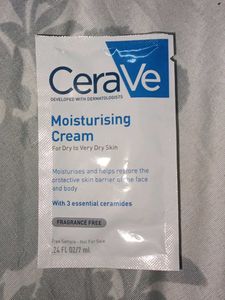 CeraVe
DEVELOPED WITH DERMATOLOGISTS
Moisturising
Cream
For Dry to Very Dry Skin
Moisturises and helps restore the
protective skin barrier of the face
and body
With 3 essential ceramides
FRAGRANCE FREE
Free Sample - Not For Sale
.24 FL OZ/7 mL